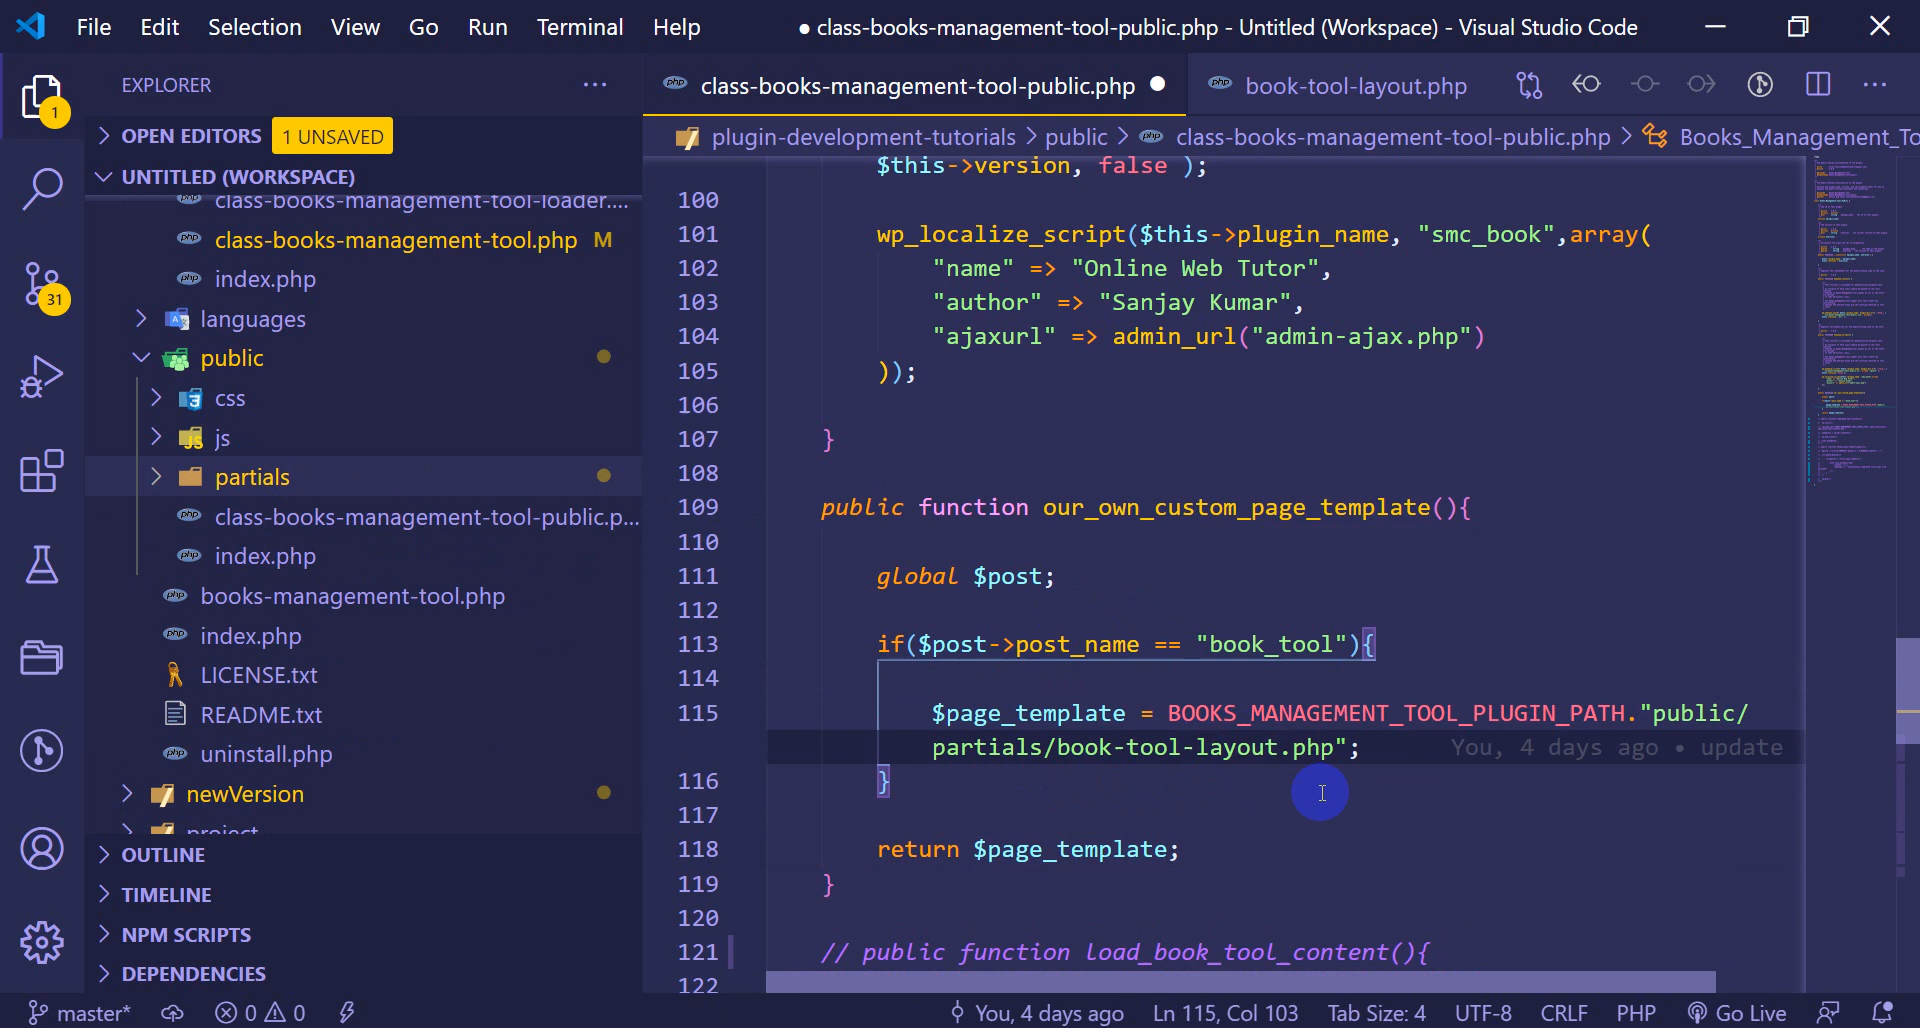 File Edit Selection View Go Run Terminal Help
● class-books-management-tool-public.php - Untitled (Workspace) - Visual Studio Code
EXPLORER
OPEN EDITORS 1 UNSAVED
UNTITLED (WORKSPACE)
class-books-management-tool-loader....
class-books-management-tool.php M
index.php
languages
public
css
js
partials
class-books-management-tool-public.p...
index.php
books-management-tool.php
index.php
LICENSE.txt
README.txt
uninstall.php
newVersion
project
OUTLINE
TIMELINE
NPM SCRIPTS
DEPENDENCIES
1
31
class-books-management-tool-public.php
book-tool-layout.php
plugin-development-tutorials > public > class-books-management-tool-public.php > Books_Management_To
$this->version, false );
100
101 wp_localize_script($this->plugin_name, "smc_book",array(
102 "name" => "Online Web Tutor",
103 "author" => "Sanjay Kumar",
104 "ajaxurl" => admin_url("admin-ajax.php")
105 ));
106
107 }
108
109 public function our_own_custom_page_template(){
110
111 global $post;
112
113 if($post->post_name == "book_tool"){
114
115 $page_template = BOOKS_MANAGEMENT_TOOL_PLUGIN_PATH."public/
partials/book-tool-layout.php"; You, 4 days ago • update
116 }
117
118 return $page_template;
119 }
120
121 // public function load_book_tool_content(){
122
master* 0 0 You, 4 days ago Ln 115, Col 103 Tab Size: 4 UTF-8 CRLF PHP Go Live